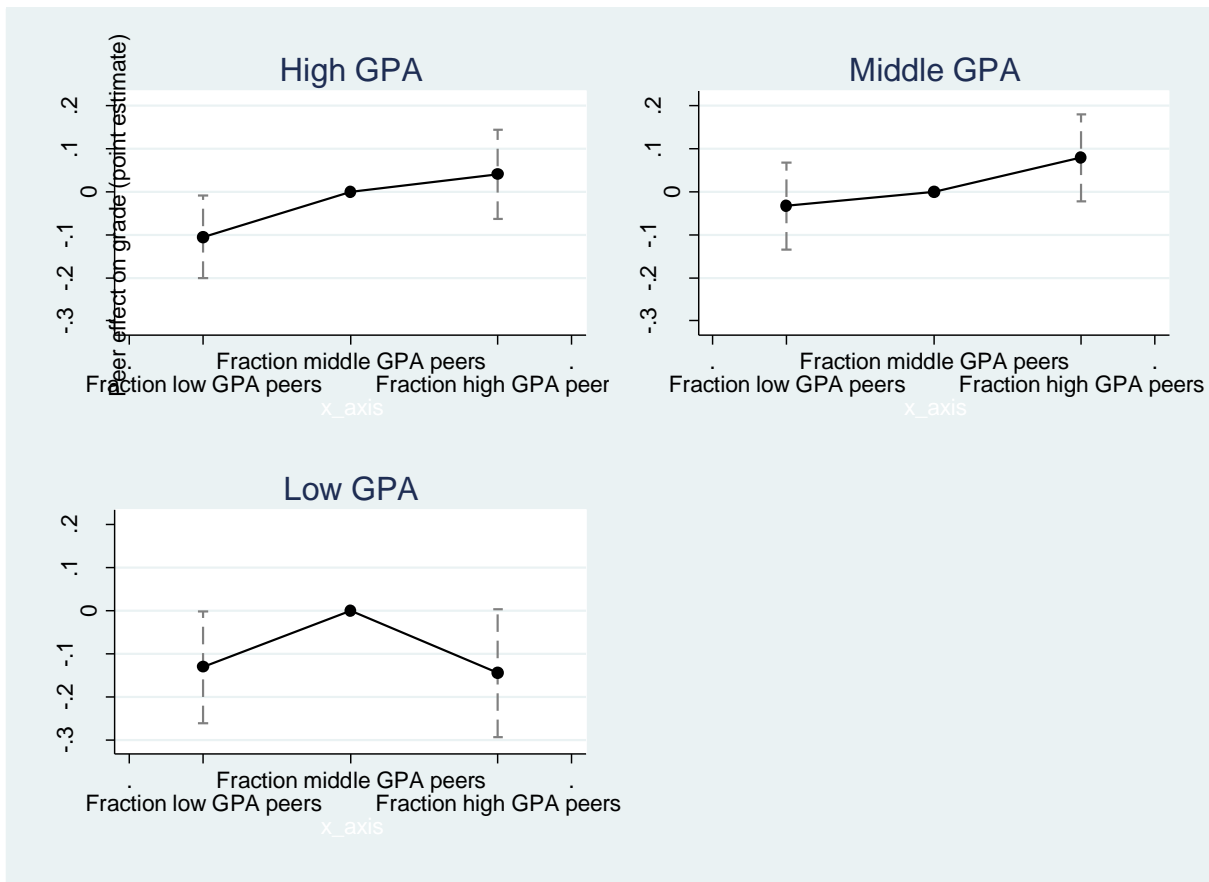 Peer effect on grade (point estimate)
High GPA
.2
.1
0
-.1
-.2
-.3
.
Fraction middle GPA peers
.
Fraction low GPA peers
Fraction high GPA peer
x_axis
Middle GPA
.2
.1
0
-.1
-.2
-.3
.
Fraction middle GPA peers
.
Fraction low GPA peers
Fraction high GPA peers
x_axis
Low GPA
.2
.1
0
-.1
-.2
-.3
.
Fraction middle GPA peers
.
Fraction low GPA peers
Fraction high GPA peers
x_axis